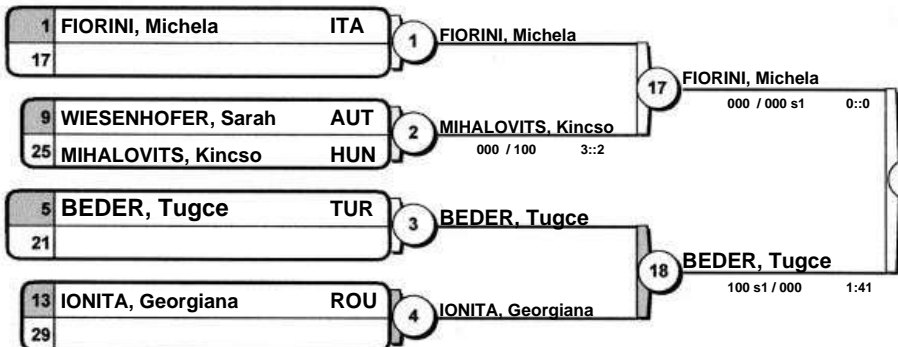 1 FIORINI, Michela ITA
17
1 FIORINI, Michela
9 WIESENHOFER, Sarah AUT
25 MIHALOVITS, Kincso HUN
2 MIHALOVITS, Kincso
000 / 100 3::2
17 FIORINI, Michela
000 / 000 s1 0::0
5 BEDER, Tugce TUR
21
3 BEDER, Tugce
13 IONITA, Georgiana ROU
29
4 IONITA, Georgiana
18 BEDER, Tugce
100 s1 / 000 1:41